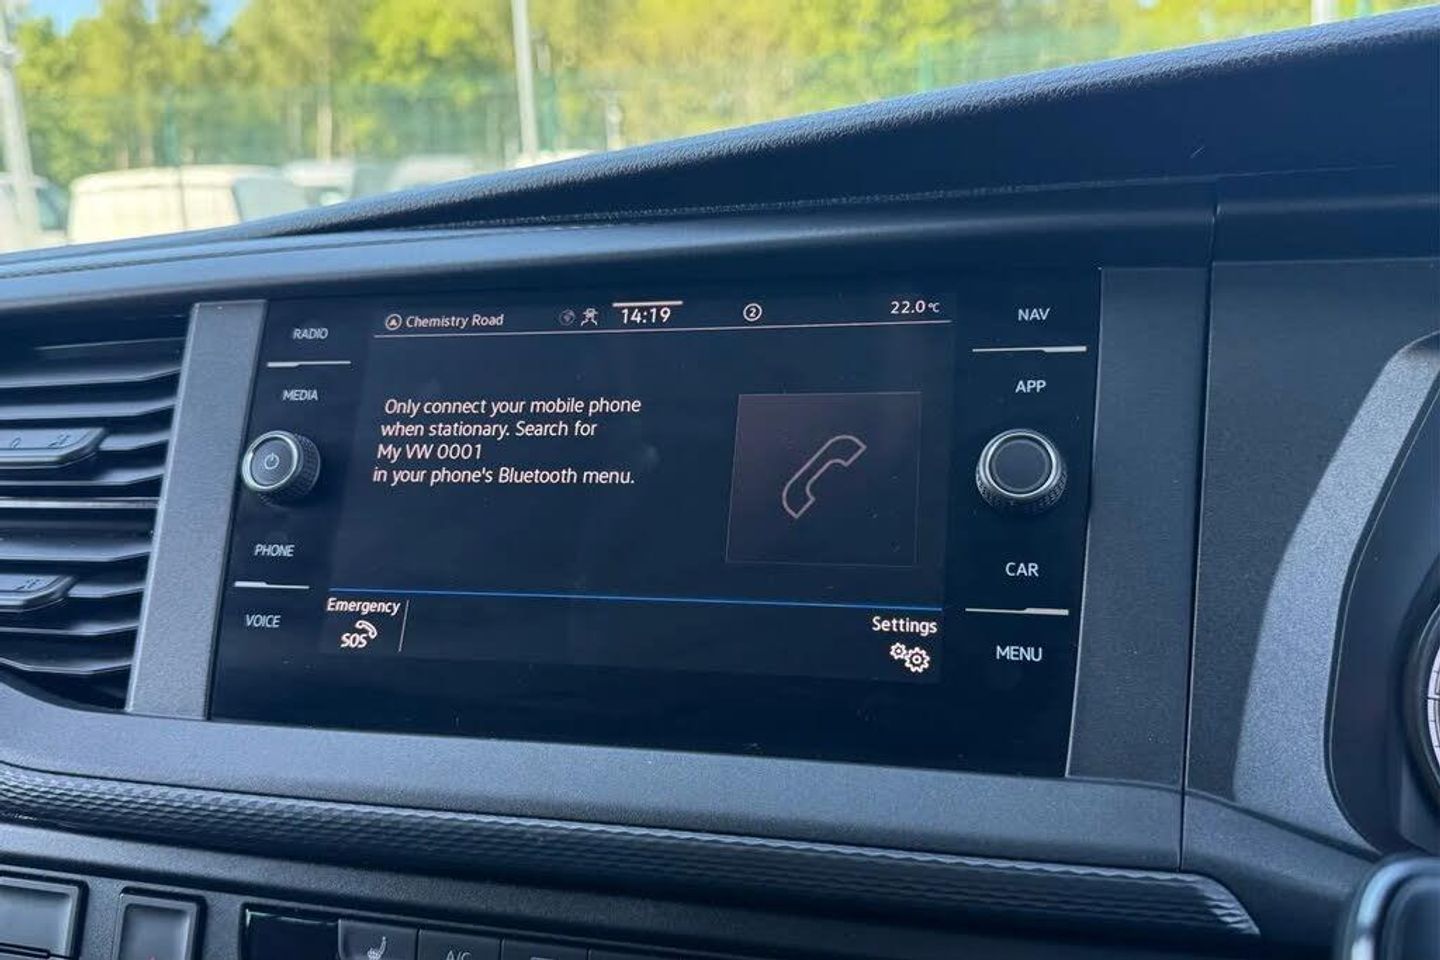 RADIO
MEDIA
PHONE
VOICE
Chemistry Road
14:19
2
22.0°C
Only connect your mobile phone
when stationary. Search for
My VW 0001
in your phone's Bluetooth menu.
Emergency
SOS
Settings
NAV
APP
CAR
MENU
A/C